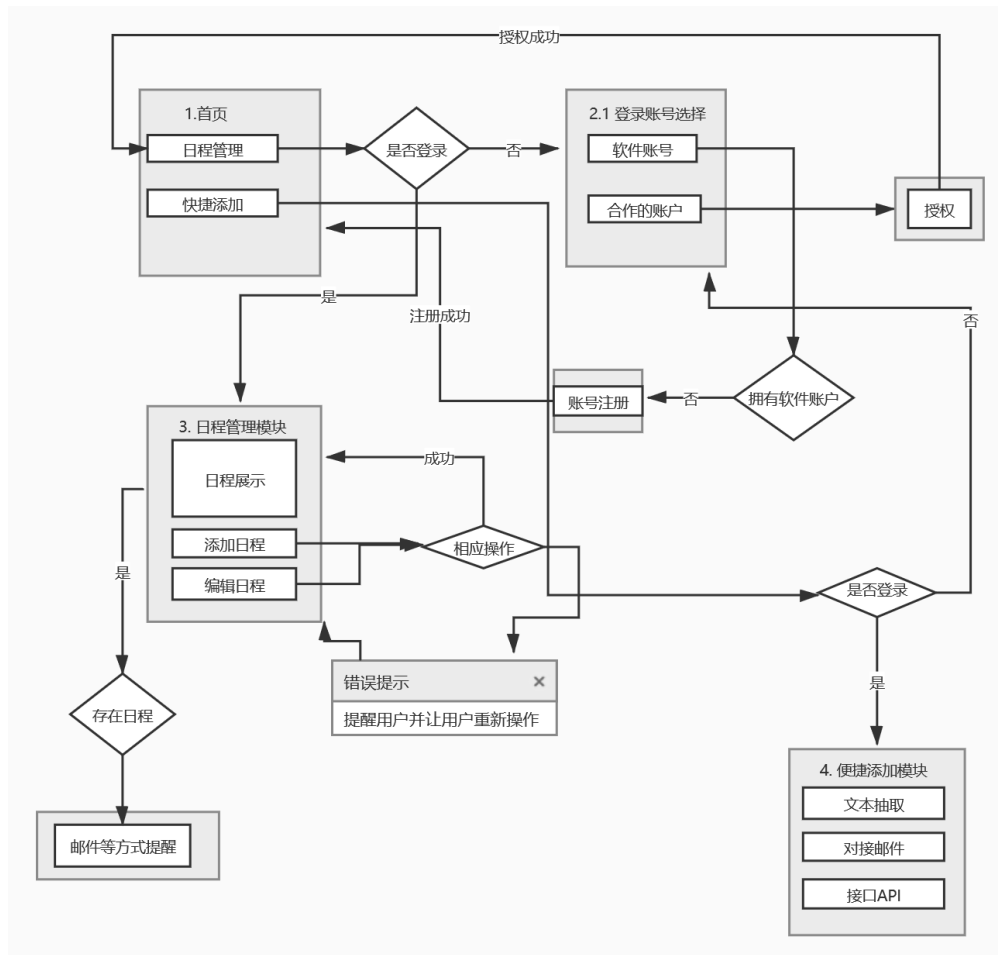 授权成功
1.首页
2.1 登录账号选择
日程管理
是否登录
否
软件账号
快捷添加
合作的账户
授权
是
注册成功
否
账号注册
否
拥有软件账户
3. 日程管理模块
成功
日程展示
添加日程
相应操作
编辑日程
是
是否登录
错误提示
×
提醒用户并让用户重新操作
是
存在日程
4. 便捷添加模块
文本抽取
邮件等方式提醒
对接邮件
接口API